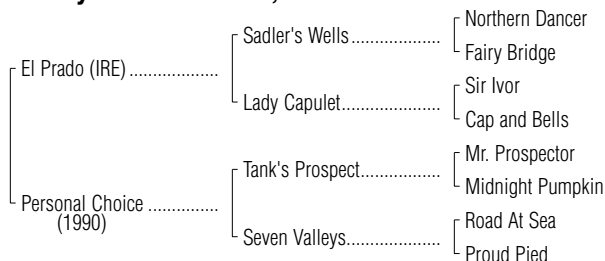 Northern Dancer
Sadler's Wells
Fairy Bridge
El Prado (IRE)
Sir Ivor
Lady Capulet
Cap and Bells
Mr. Prospector
Tank's Prospect
Midnight Pumpkin
Personal Choice
(1990)
Road At Sea
Seven Valleys
Proud Pied